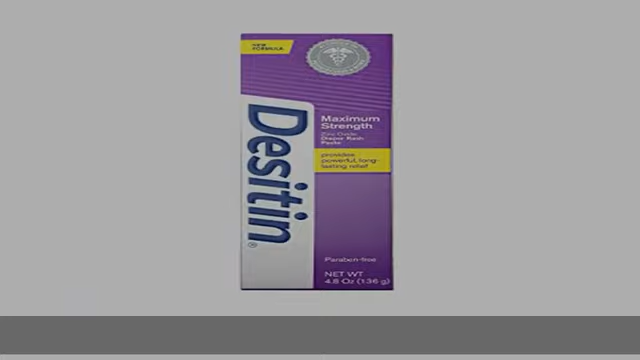 NEW
FORMULA
Desitin®
Maximum
Strength
Zinc Oxide
Diaper Rash
Paste
provides
powerful, long-
lasting relief
Paraben-free
NET WT
4.8 Oz (136 g)